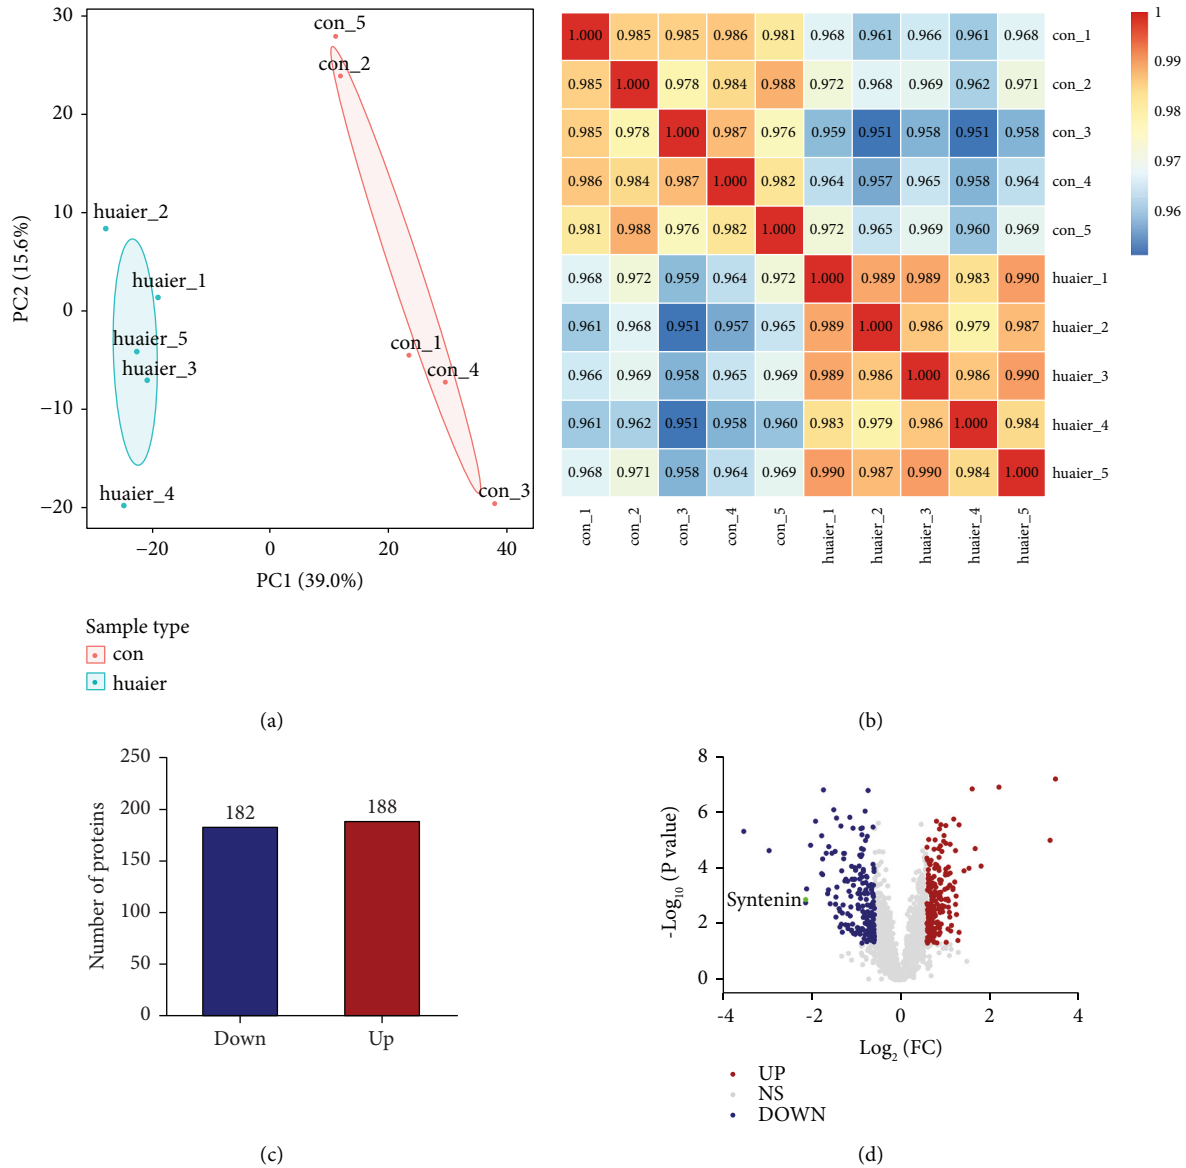 30
20
10
0
−10
−20
PC2 (15.6%)
con_5
con_2
huaier_2
huaier_1
huaier_5
huaier_3
con_1
con_4
huaier_4
con_3
−20 0 20 40
PC1 (39.0%)
Sample type
con
huaier
(a)
1.000 0.985 0.985 0.986 0.981 0.968 0.961 0.966 0.961 0.968 con_1
0.985 1.000 0.978 0.984 0.988 0.972 0.968 0.969 0.962 0.971 con_2
0.985 0.978 1.000 0.987 0.976 0.959 0.951 0.958 0.951 0.958 con_3
0.986 0.984 0.987 1.000 0.982 0.964 0.957 0.965 0.958 0.964 con_4
0.981 0.988 0.976 0.982 1.000 0.972 0.965 0.969 0.960 0.969 con_5
0.968 0.972 0.959 0.964 0.972 1.000 0.989 0.989 0.983 0.990 huaier_1
0.961 0.968 0.951 0.957 0.965 0.989 1.000 0.986 0.979 0.987 huaier_2
0.966 0.969 0.958 0.965 0.969 0.989 0.986 1.000 0.986 0.990 huaier_3
0.961 0.962 0.951 0.958 0.960 0.983 0.979 0.986 1.000 0.984 huaier_4
0.968 0.971 0.958 0.964 0.969 0.990 0.987 0.990 0.984 1.000 huaier_5
con_1 con_2 con_3 con_4 con_5 huaier_1 huaier_2 huaier_3 huaier_4 huaier_5
1
0.99
0.98
0.97
0.96
(b)
250
200
150
100
50
0
Number of proteins
182
188
Down Up
(c)
8
6
4
2
0
-Log10 (P value)
Syntenin
-4 -2 0 2 4
Log2 (FC)
UP
NS
DOWN
(d)